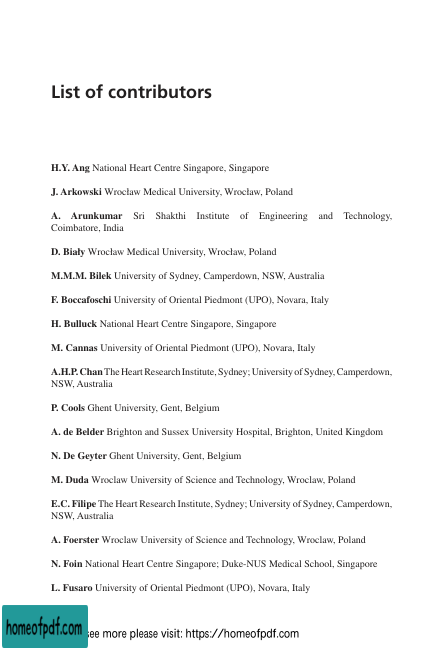 List of contributors
H.Y. Ang National Heart Centre Singapore, Singapore
J. Arkowski Wrocław Medical University, Wrocław, Poland
A. Arunkumar Sri Shakthi Institute of Engineering and Technology,
Coimbatore, India
D. Biały Wrocław Medical University, Wrocław, Poland
M.M.M. Bilek University of Sydney, Camperdown, NSW, Australia
F. Boccafoschi University of Oriental Piedmont (UPO), Novara, Italy
H. Bulluck National Heart Centre Singapore, Singapore
M. Cannas University of Oriental Piedmont (UPO), Novara, Italy
A.H.P. Chan The Heart Research Institute, Sydney; University of Sydney, Camperdown,
NSW, Australia
P. Cools Ghent University, Gent, Belgium
A. de Belder Brighton and Sussex University Hospital, Brighton, United Kingdom
N. De Geyter Ghent University, Gent, Belgium
M. Duda Wroclaw University of Science and Technology, Wroclaw, Poland
E.C. Filipe The Heart Research Institute, Sydney; University of Sydney, Camperdown,
NSW, Australia
A. Foerster Wroclaw University of Science and Technology, Wroclaw, Poland
N. Foin National Heart Centre Singapore; Duke-NUS Medical School, Singapore
L. Fusaro University of Oriental Piedmont (UPO), Novara, Italy
homeofpdf.com
see more please visit: https://homeofpdf.com